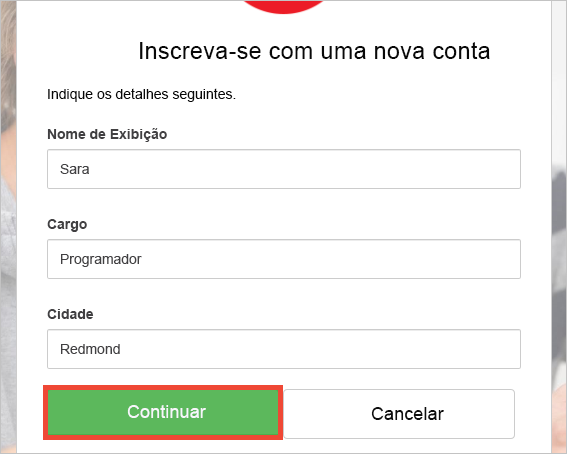 Inscreva-se com uma nova conta
Indique os detalhes seguintes.
Nome de Exibição
Sara
Cargo
Programador
Cidade
Redmond
Continuar
Cancelar